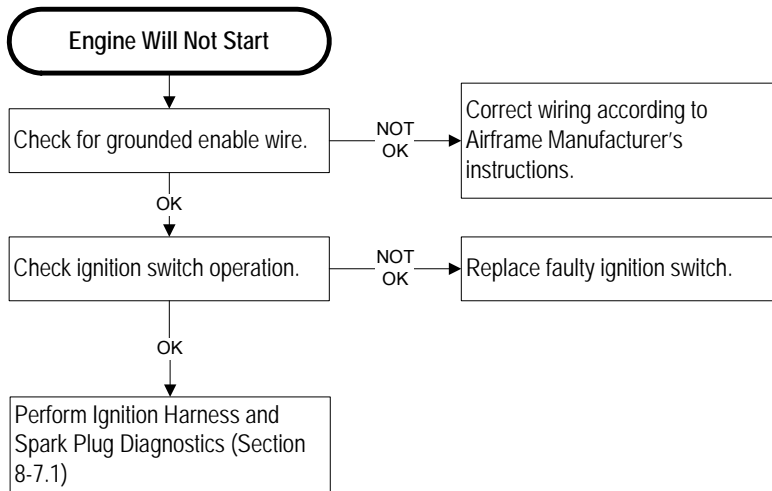 Engine Will Not Start
Check for grounded enable wire.
NOT
OK
Correct wiring according to
Airframe Manufacturer's
instructions.
OK
Check ignition switch operation.
NOT
OK
Replace faulty ignition switch.
OK
Perform Ignition Harness and
Spark Plug Diagnostics (Section
8-7.1)